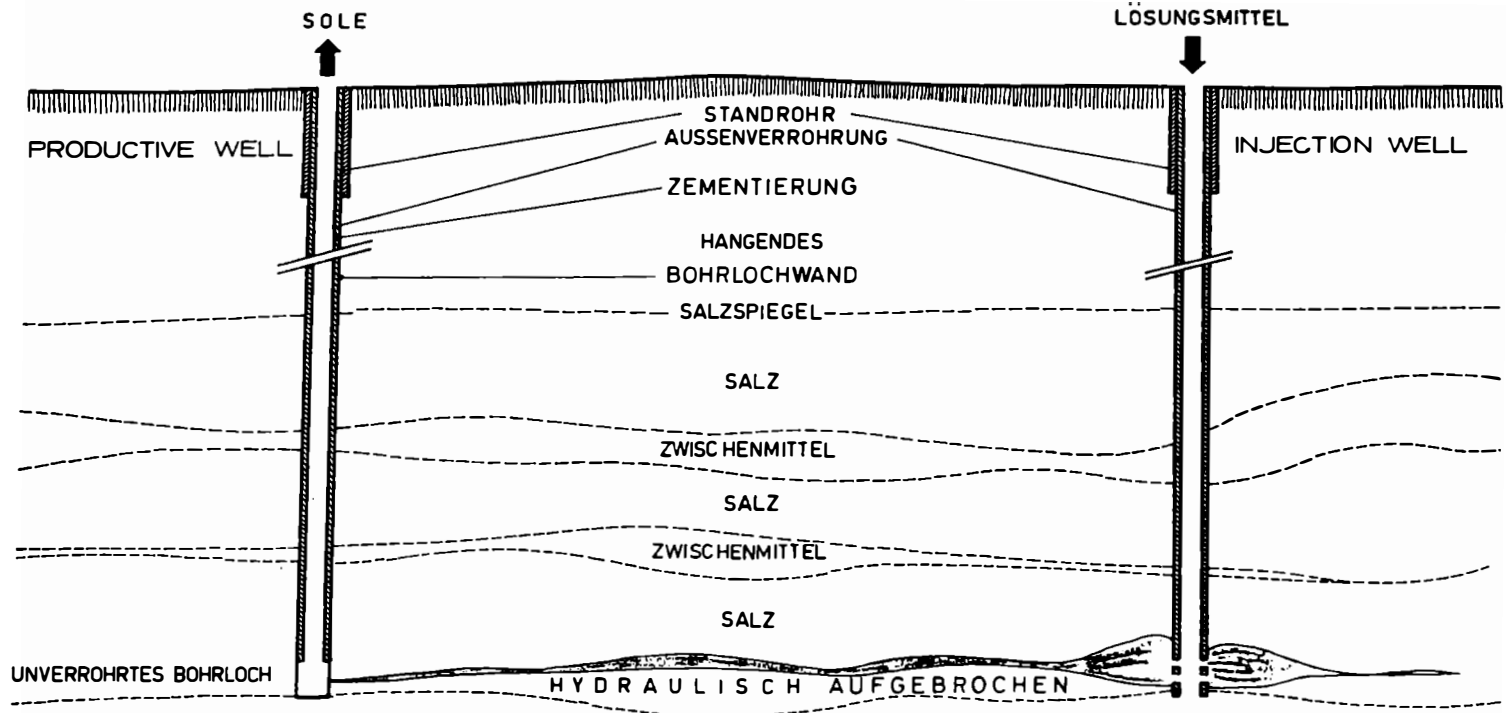 SOLE
LÖSUNGSMITTEL
STANDROHR
AUSSENVERROHRUNG
PRODUCTIVE WELL
INJECTION WELL
ZEMENTIERUNG
HANGENDES
BOHRLOCHWAND
SALZSPIEGEL
SALZ
ZWISCHENMITTEL
SALZ
ZWISCHENMITTEL
SALZ
UNVERROHRTES BOHRLOCH
HYDRAULISCH AUFGEBROCHEN